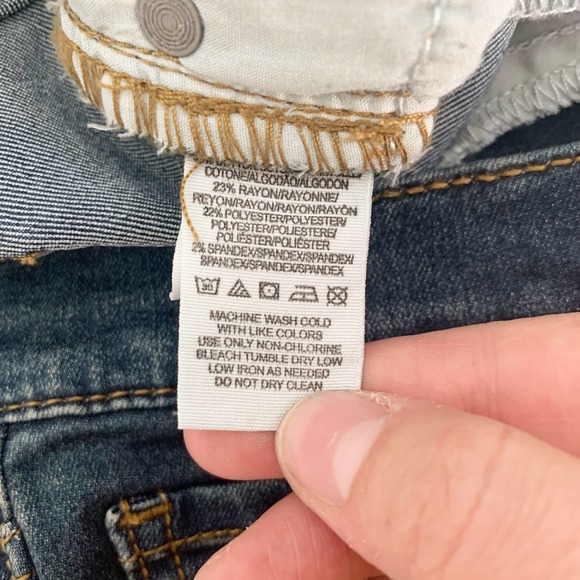 COTONE/ALGODÃO/ALGODON
23% RAYON/RAYONNE/
REYON/RAYON/RAYON/RAYÓN
22% POLYESTER/POLYESTER/
POLYESTER/POLIESTERE/
POLIÉSTER/POLIÉSTER
2% SPANDEX/SPANDEX/SPANDEX/
SPANDEX/SPANDEX/SPANDEX
30
MACHINE WASH COLD
WITH LIKE COLORS
USE ONLY NON-CHLORINE
BLEACH TUMBLE DRY LOW
LOW IRON AS NEEDED
DO NOT DRY CLEAN